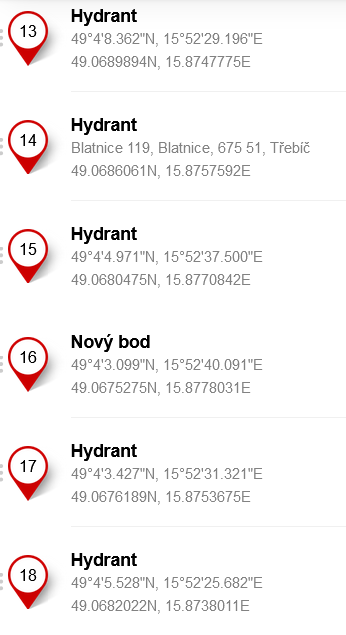 13
Hydrant
49°4'8.362"N, 15°52'29.196"E
49.0689894N, 15.8747775E
14
Hydrant
Blatnice 119, Blatnice, 675 51, Třebíč
49.0686061N, 15.8757592E
15
Hydrant
49°4'4.971"N, 15°52'37.500"E
49.0680475N, 15.8770842E
16
Nový bod
49°4'3.099"N, 15°52'40.091"E
49.0675275N, 15.8778031E
17
Hydrant
49°4'3.427"N, 15°52'31.321"E
49.0676189N, 15.8753675E
18
Hydrant
49°4'5.528"N, 15°52'25.682"E
49.0682022N, 15.8738011E